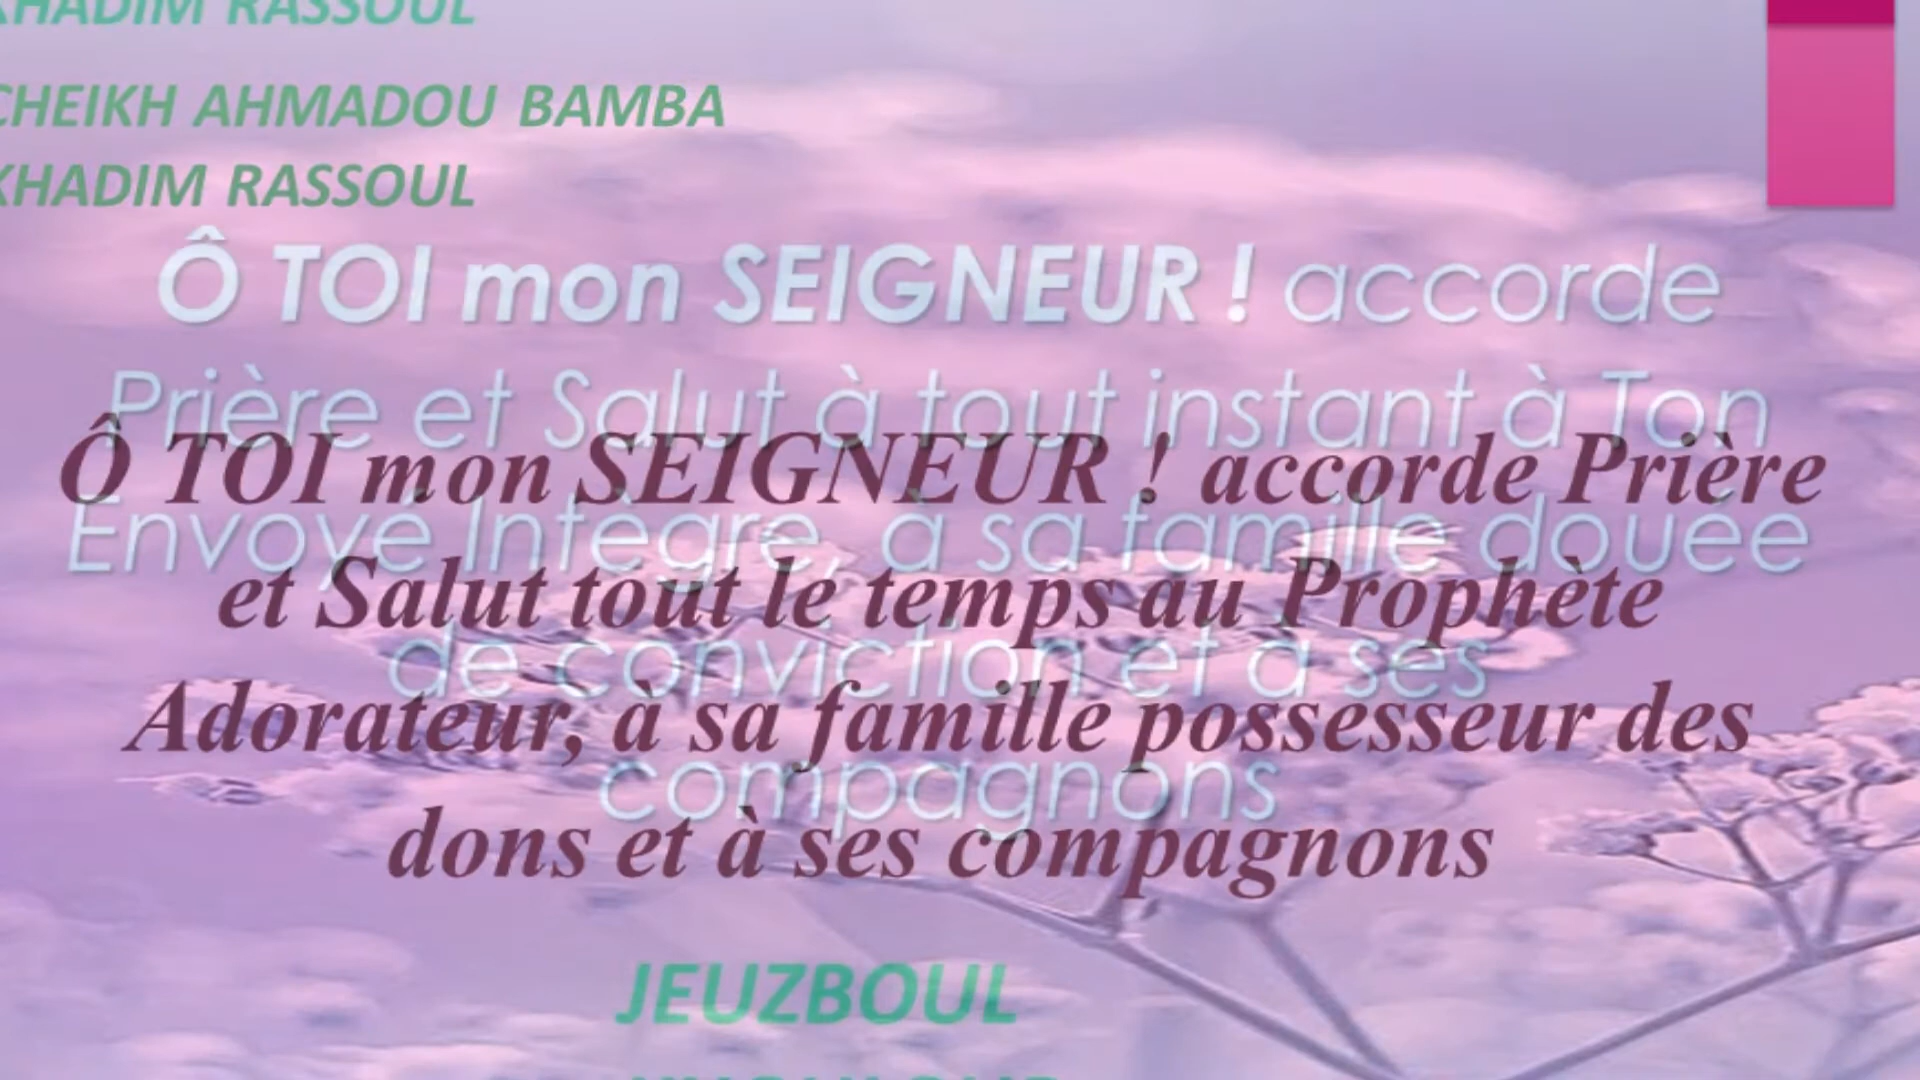 KHADIM RASSOUL
CHEIKH AHMADOU BAMBA
KHADIM RASSOUL
Ô TOI mon SEIGNEUR ! accorde
Prière et Salut à tout instant à Ton
Envoyé Intègre, à sa famille douée
de conviction et à ses
compagnons
Ô TOI mon SEIGNEUR ! accorde Prière
et Salut tout le temps au Prophète
Adorateur, à sa famille possesseur des
dons et à ses compagnons
JEUZBOUL